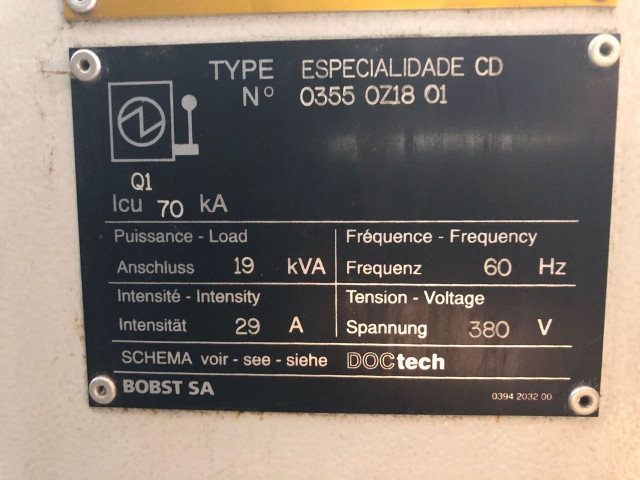 TYPE ESPECIALIDADE CD
N° 0355 0Z18 01
Q1
Icu 70 kA
Puissance - Load
Anschluss 19 kVA
Fréquence - Frequency
Frequenz 60 Hz
Intensité - Intensity
Intensität 29 A
Tension - Voltage
Spannung 380 V
SCHEMA voir - see - siehe DOCtech
BOBST SA
0394 2032 00